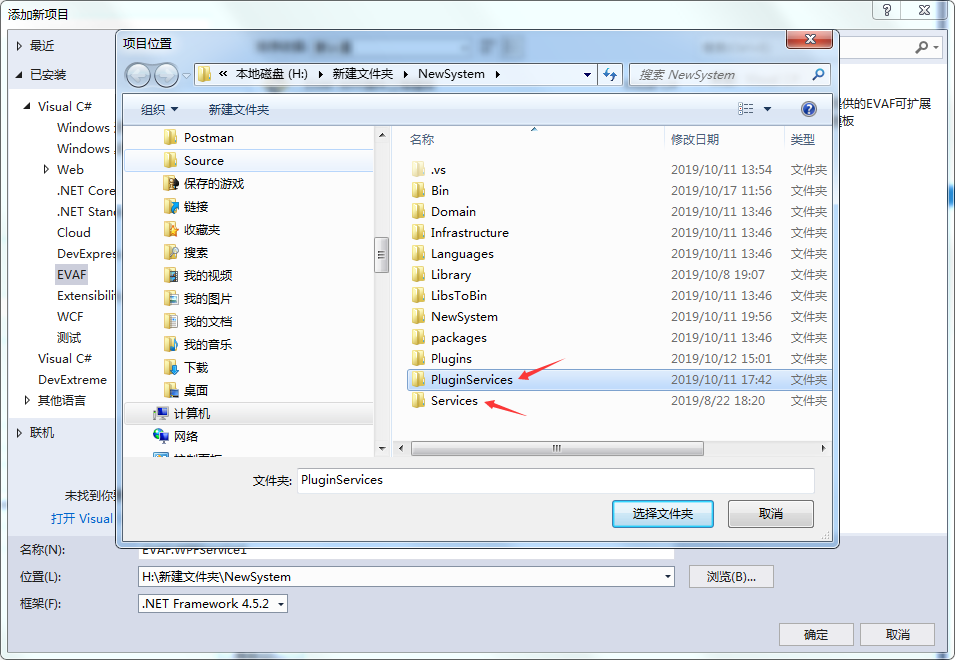 添加新项目
最近
已安装
Visual C#
Windows
Windows
Web
.NET Core
.NET Stand
Cloud
DevExpres
EVAF
Extensibili
WCF
测试
Visual C#
DevExtreme
其他语言
联机
未找到你
打开 Visual
提供的EVAF可扩展
板
项目位置
« 本地磁盘 (H:) 新建文件夹 NewSystem
搜索 NewSystem
组织 新建文件夹
Postman
Source
保存的游戏
链接
收藏夹
搜索
我的视频
我的图片
我的文档
我的音乐
下载
桌面
计算机
网络
名称 修改日期 类型
.vs 2019/10/11 13:54 文件夹
Bin 2019/10/17 11:56 文件夹
Domain 2019/10/11 13:46 文件夹
Infrastructure 2019/10/11 13:46 文件夹
Languages 2019/10/11 13:46 文件夹
Library 2019/10/8 19:07 文件夹
LibsToBin 2019/10/11 13:46 文件夹
NewSystem 2019/10/11 19:56 文件夹
packages 2019/10/11 13:46 文件夹
Plugins 2019/10/12 15:01 文件夹
PluginServices 2019/10/11 17:42 文件夹
Services 2019/8/22 18:20 文件夹
文件夹: PluginServices
选择文件夹 取消
名称(N): EVAF.WPFService1
位置(L): H:\新建文件夹\NewSystem 浏览(B)...
框架(F): .NET Framework 4.5.2
确定 取消